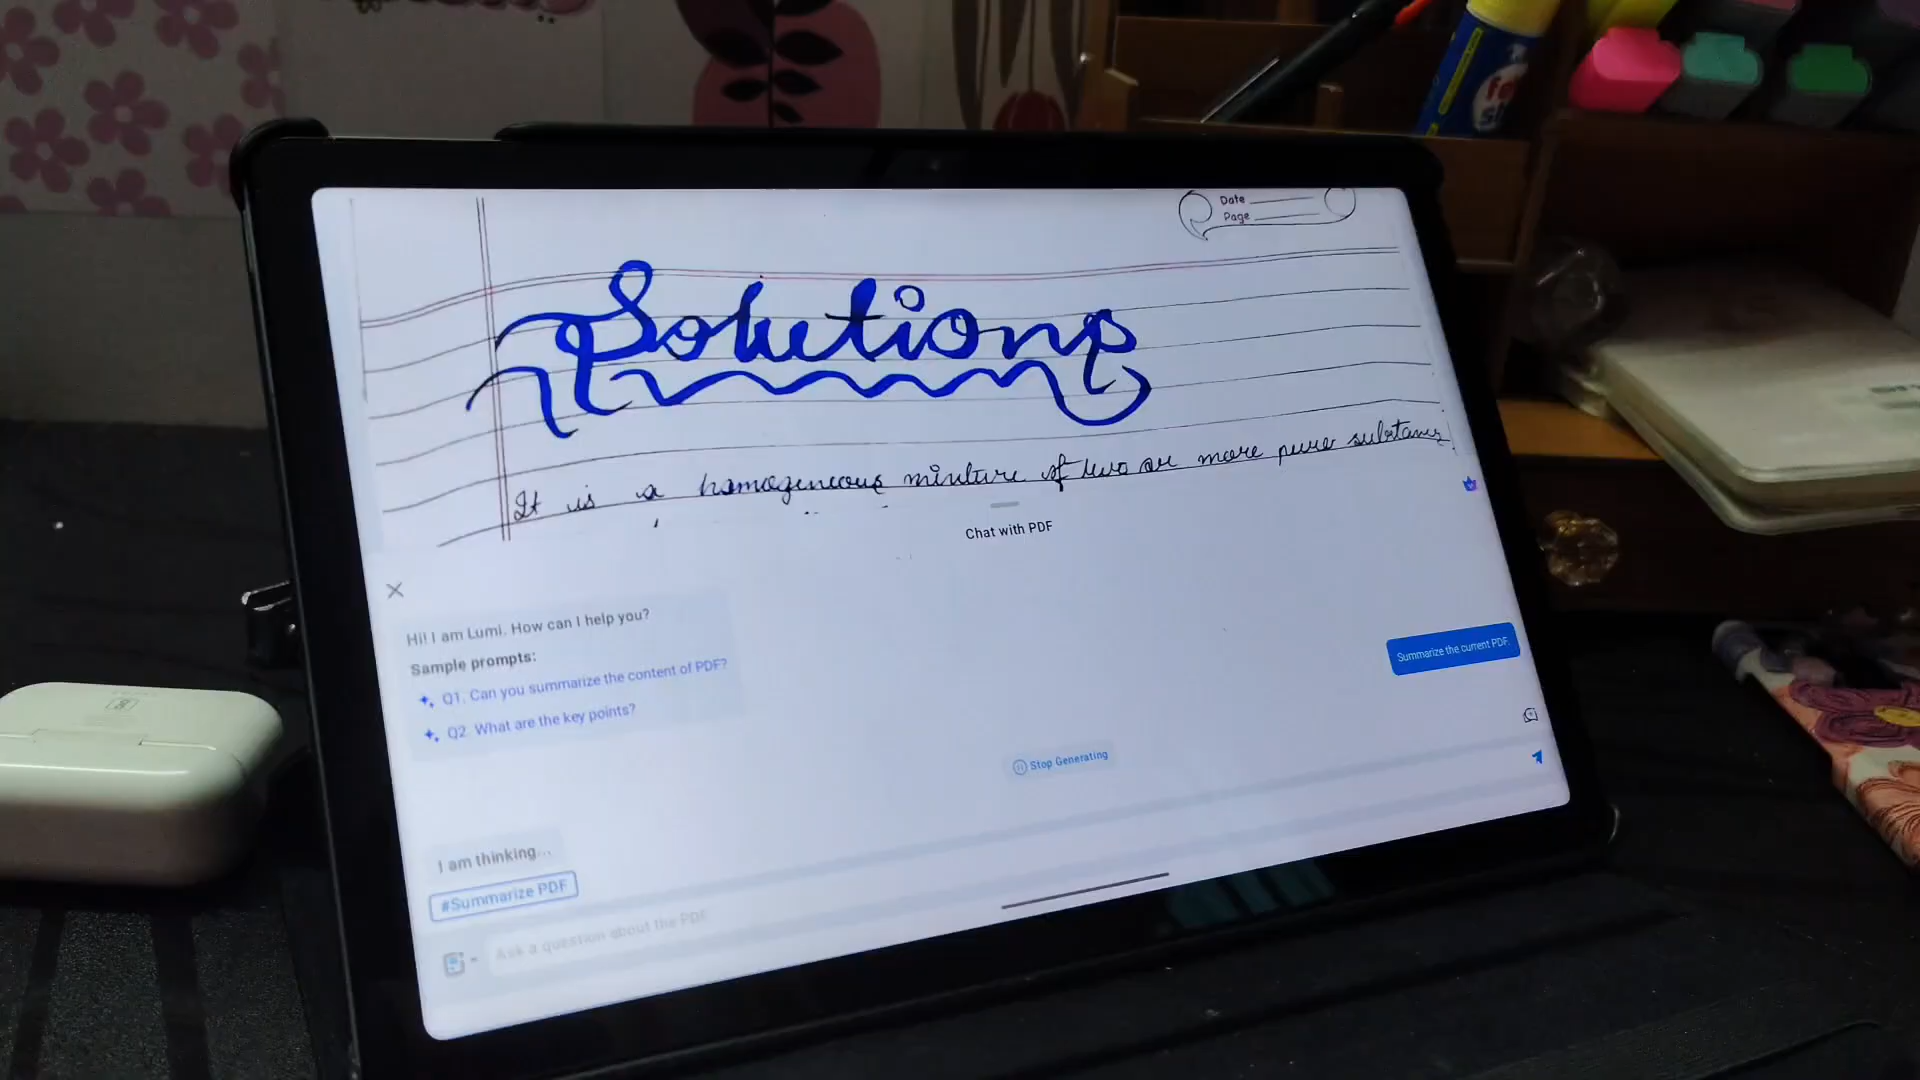 Date
Page
Solutions
It is a homogeneous mixture of two or more pure substances
Chat with PDF
Hi! I am Lumi. How can I help you?
Sample prompts:
Q1. Can you summarize the content of PDF?
Q2. What are the key points?
Summarize the current PDF.
Stop Generating
I am thinking...
#Summarize PDF
Ask a question about the PDF